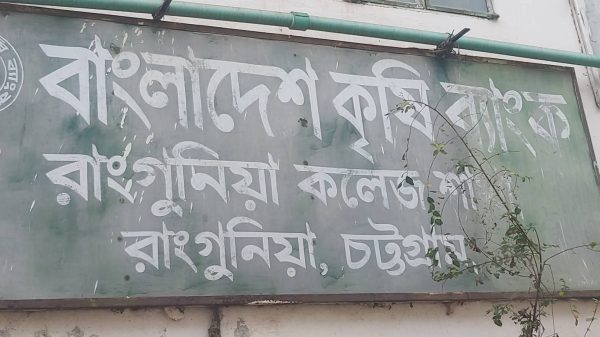 বাংলাদেশ কৃষি ব্যাংক
রাংগুনিয়া কলেজ
রাংগুনিয়া, চট্টগ্রাম